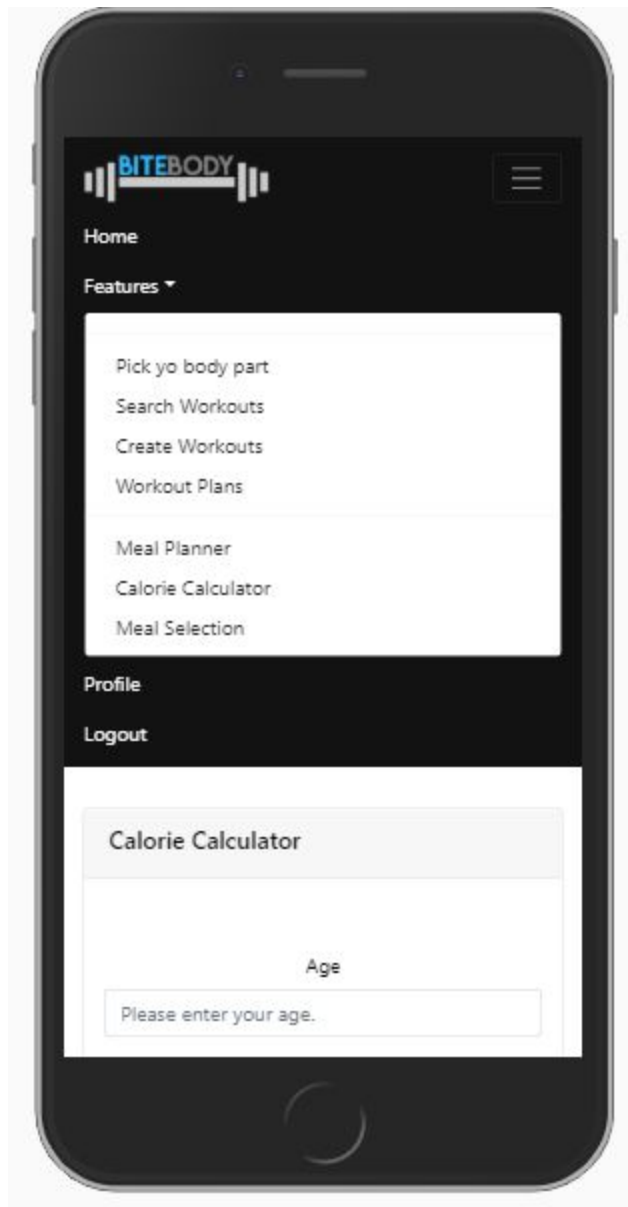 BITEBODY
Home
Features
Pick yo body part
Search Workouts
Create Workouts
Workout Plans
Meal Planner
Calorie Calculator
Meal Selection
Profile
Logout
Calorie Calculator
Age
Please enter your age.